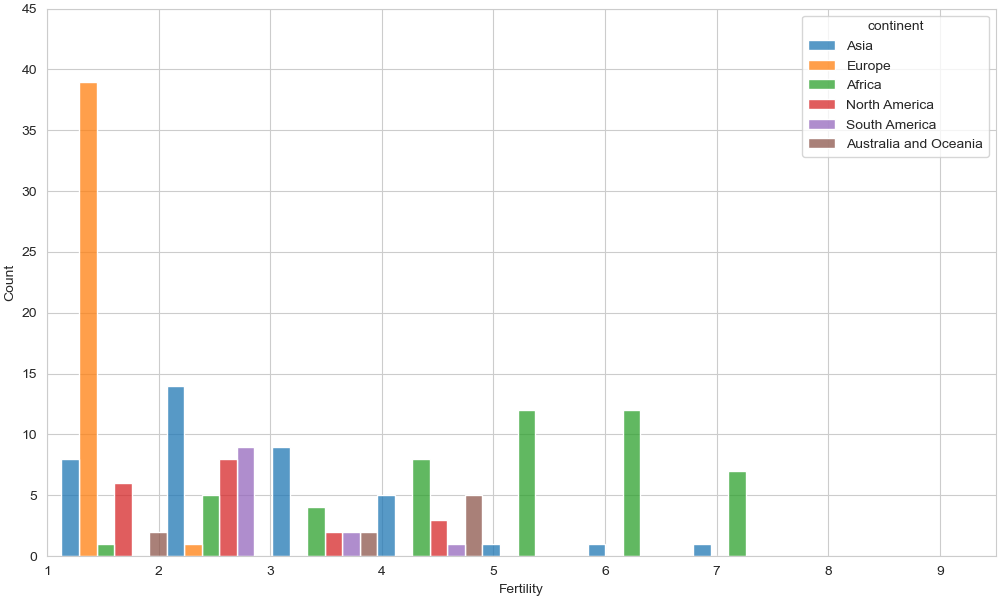 45
40
35
30
25
20
15
10
5
0
Count
continent
Asia
Europe
Africa
North America
South America
Australia and Oceania
1 2 3 4 5 6 7 8 9
Fertility